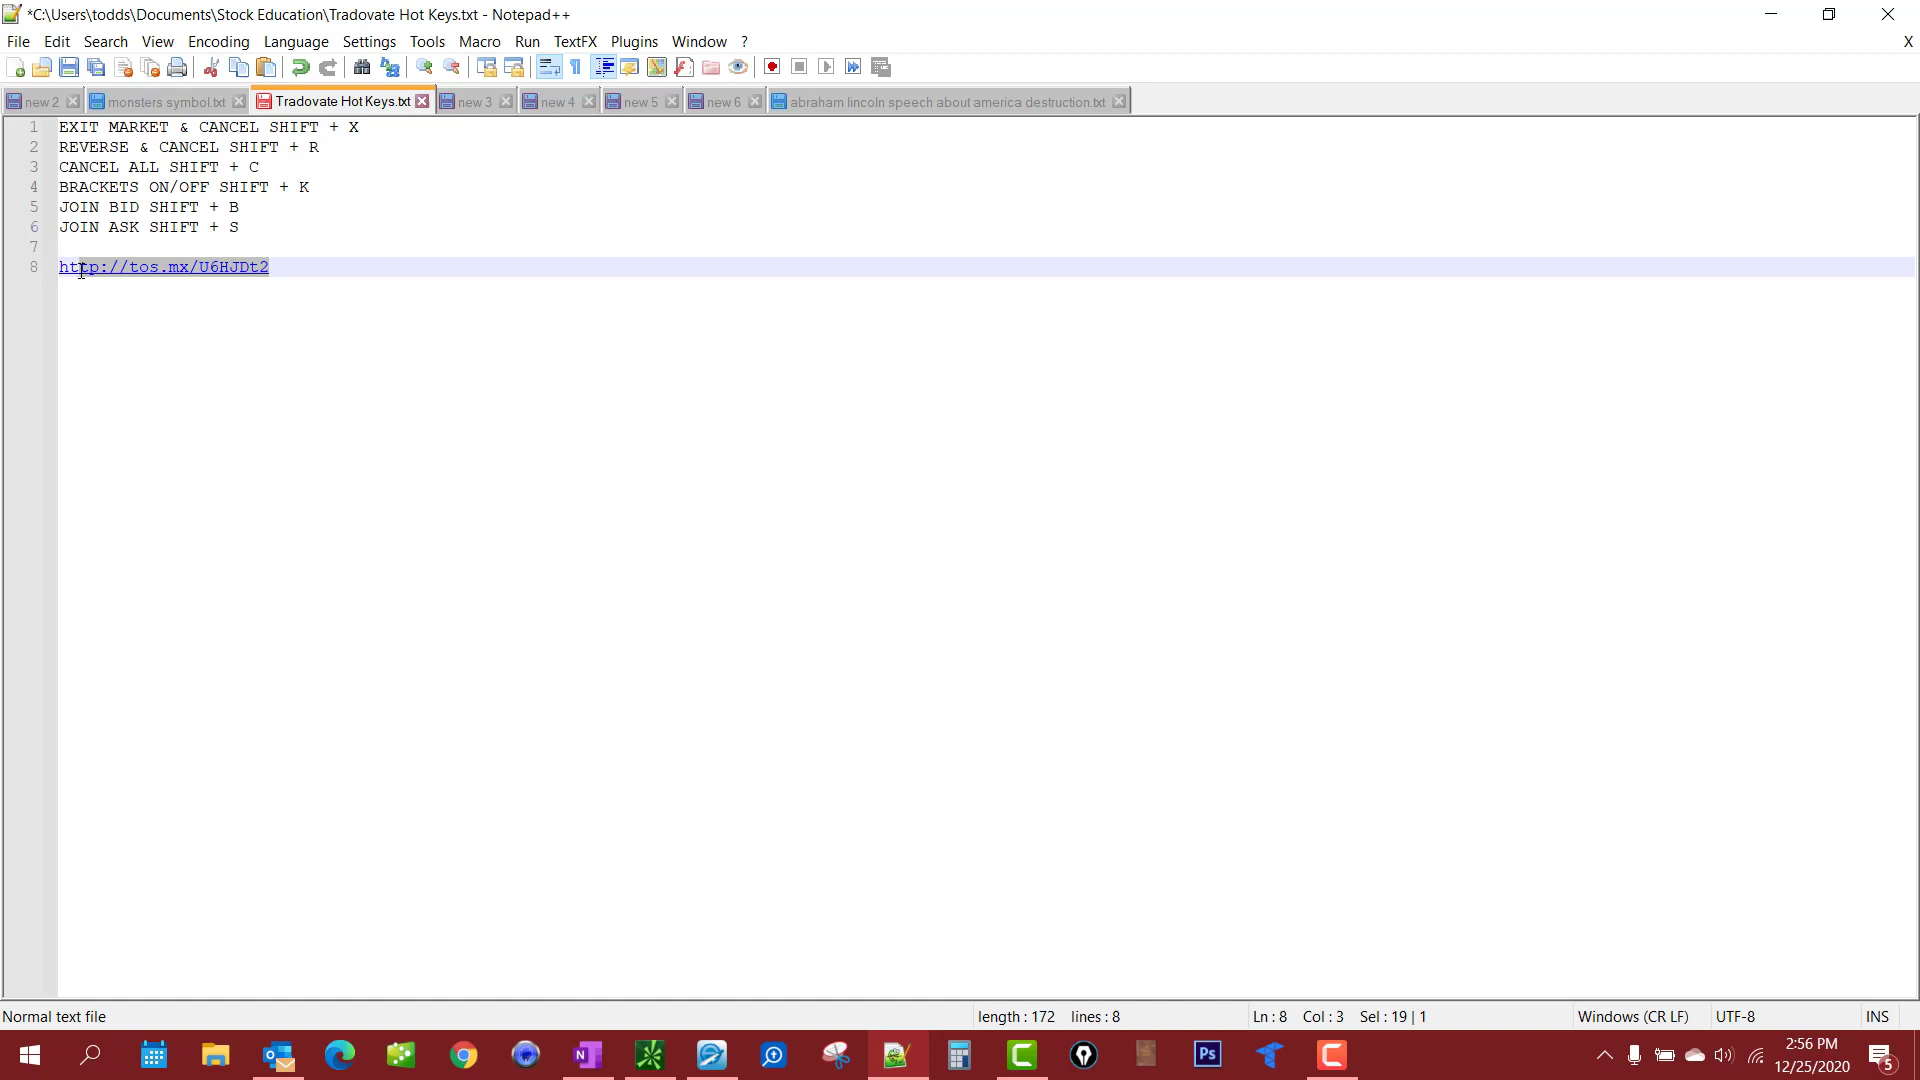 *C:\Users\todds\Documents\Stock Education\Tradovate Hot Keys.txt - Notepad++
File Edit Search View Encoding Language Settings Tools Macro Run TextFX Plugins Window ? X
new 2 monsters symbol.txt Tradovate Hot Keys.txt new 3 new 4 new 5 new 6 abraham lincoln speech about america destruction.txt
1 EXIT MARKET & CANCEL SHIFT + X
2 REVERSE & CANCEL SHIFT + R
3 CANCEL ALL SHIFT + C
4 BRACKETS ON/OFF SHIFT + K
5 JOIN BID SHIFT + B
6 JOIN ASK SHIFT + S
7
8 http://tos.mx/U6HJDt2
Normal text file length : 172 lines : 8 Ln : 8 Col : 3 Sel : 19 | 1 Windows (CR LF) UTF-8 INS
Ps
2:56 PM
12/25/2020
5